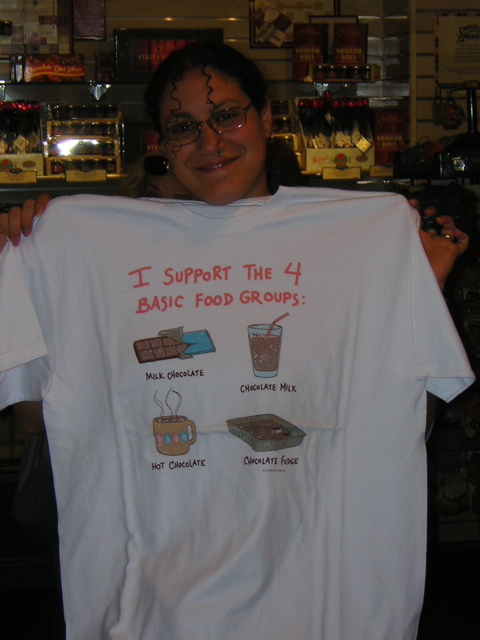 I SUPPORT THE 4
BASIC FOOD GROUPS:
MILK CHOCOLATE
CHOCOLATE MILK
HOT CHOCOLATE
CHOCOLATE FUDGE